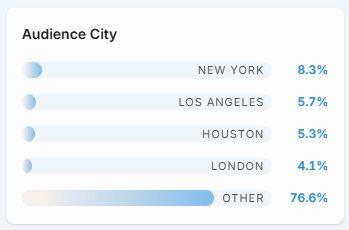 Audience City
NEW YORK 8.3%
LOS ANGELES 5.7%
HOUSTON 5.3%
LONDON 4.1%
OTHER 76.6%